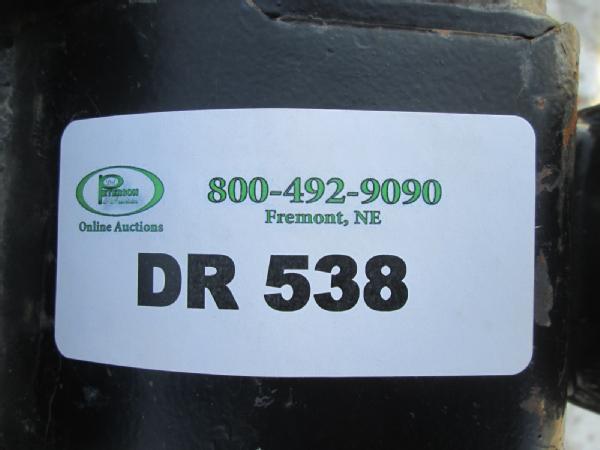 PETERSON
Online Auctions
800-492-9090
Fremont, NE
DR 538